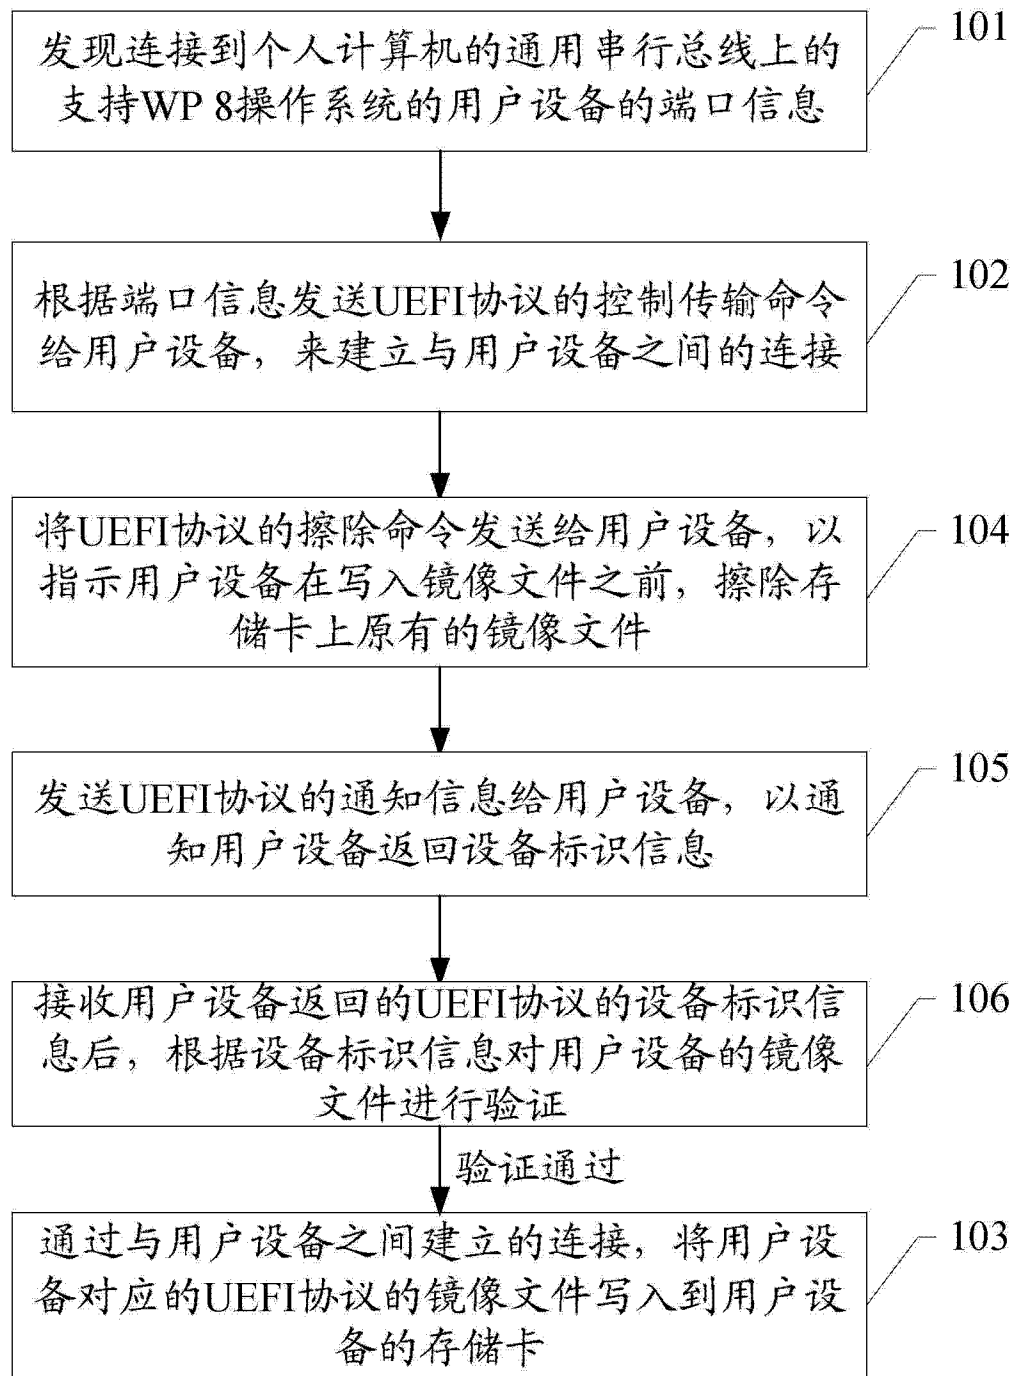 发现连接到个人计算机的通用串行总线上的
支持WP 8操作系统的用户设备的端口信息
101
根据端口信息发送UEFI协议的控制传输命令
给用户设备，来建立与用户设备之间的连接
102
将UEFI协议的擦除命令发送给用户设备，以
指示用户设备在写入镜像文件之前，擦除存
储卡上原有的镜像文件
104
发送UEFI协议的通知信息给用户设备，以通
知用户设备返回设备标识信息
105
接收用户设备返回的UEFI协议的设备标识信
息后，根据设备标识信息对用户设备的镜像
文件进行验证
106
验证通过
通过与用户设备之间建立的连接，将用户设
备对应的UEFI协议的镜像文件写入到用户设
备的存储卡
103